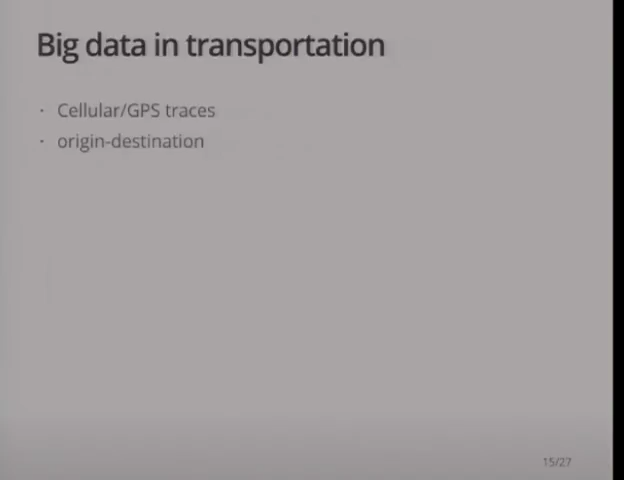 Big data in transportation
· Cellular/GPS traces
· origin-destination
15/27